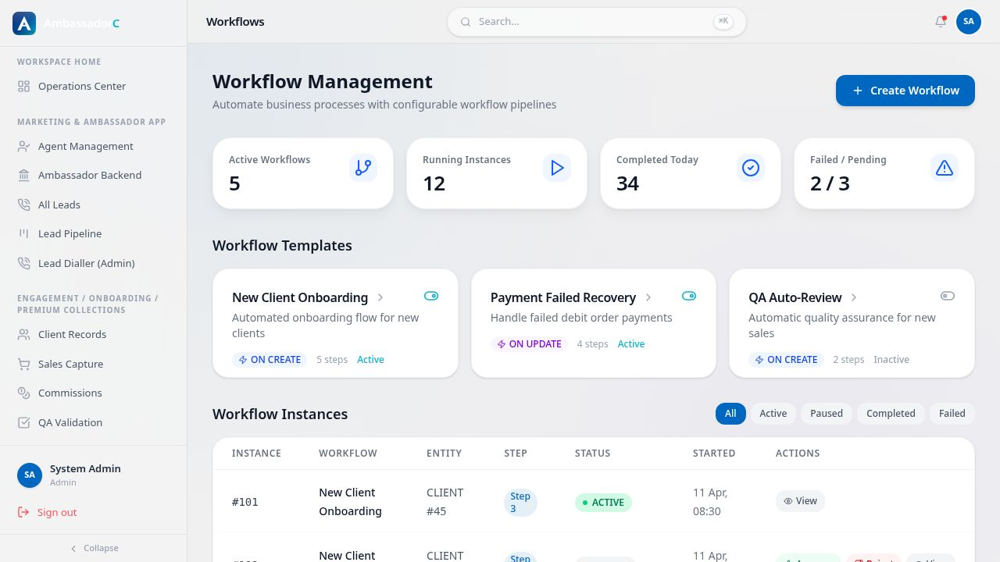 AmbassadorC
WORKSPACE HOME
Operations Center
MARKETING & AMBASSADOR APP
Agent Management
Ambassador Backend
All Leads
Lead Pipeline
Lead Dialler (Admin)
ENGAGEMENT / ONBOARDING /
PREMIUM COLLECTIONS
Client Records
Sales Capture
Commissions
QA Validation
SA
System Admin
Admin
Sign out
Collapse
Workflows
Search...
⌘K
SA
Workflow Management
Automate business processes with configurable workflow pipelines
Create Workflow
Active Workflows
5
Running Instances
12
Completed Today
34
Failed / Pending
2 / 3
Workflow Templates
New Client Onboarding
Automated onboarding flow for new
clients
ON CREATE 5 steps Active
Payment Failed Recovery
Handle failed debit order payments
ON UPDATE 4 steps Active
QA Auto-Review
Automatic quality assurance for new
sales
ON CREATE 2 steps Inactive
Workflow Instances
All Active Paused Completed Failed
INSTANCE WORKFLOW ENTITY STEP STATUS STARTED ACTIONS
#101
New Client
Onboarding
CLIENT
#45
Step
3
ACTIVE
11 Apr,
08:30
View
New Client
CLIENT
Step
11 Apr,